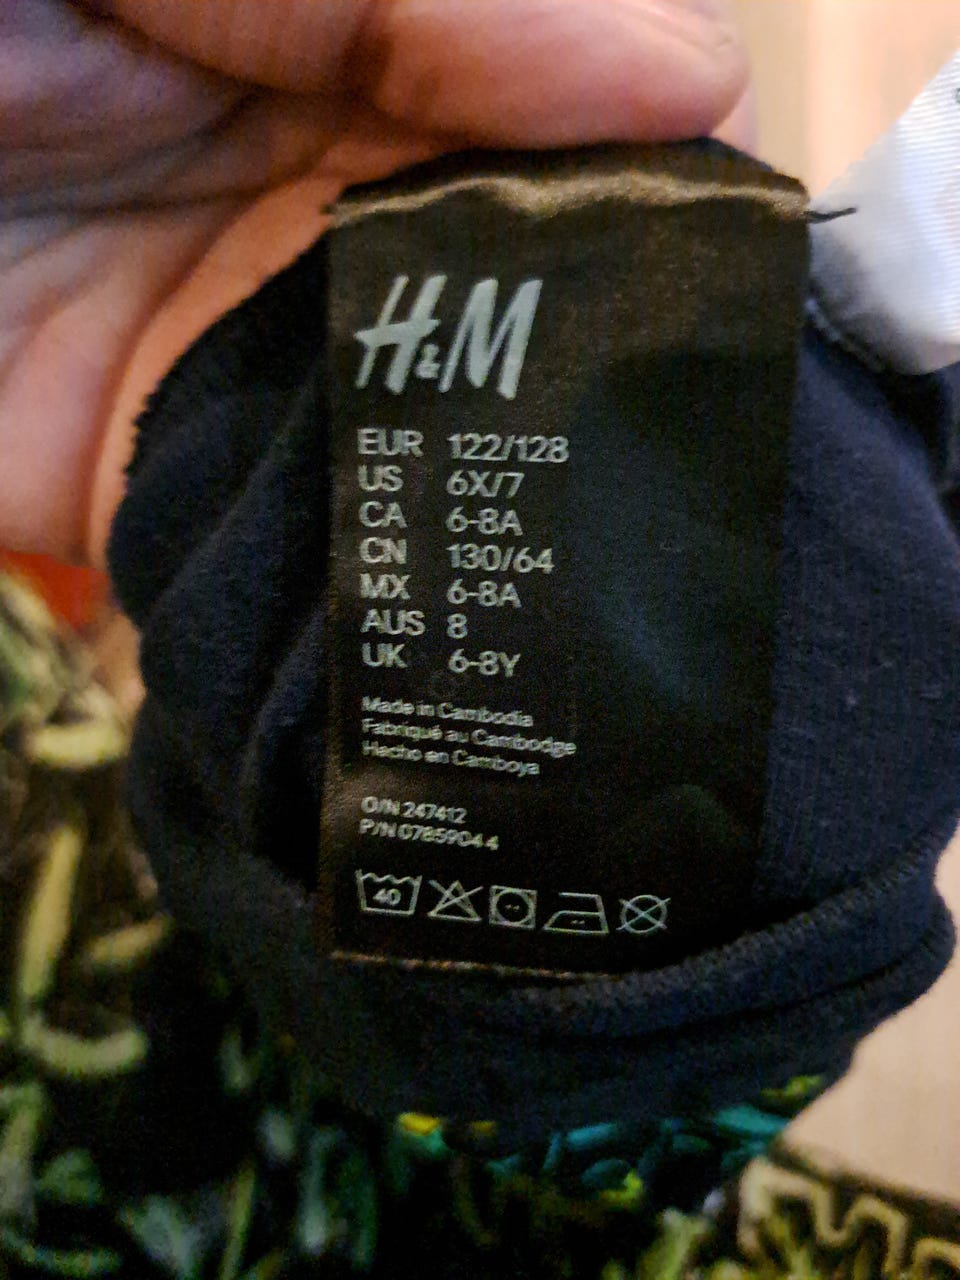 H&M
EUR 122/128
US 6X/7
CA 6-8A
CN 130/64
MX 6-8A
AUS 8
UK 6-8Y
Made in Cambodia
Fabriqué au Cambodge
Hecho en Camboya
O/N 247412
P/N 0785904 4
40